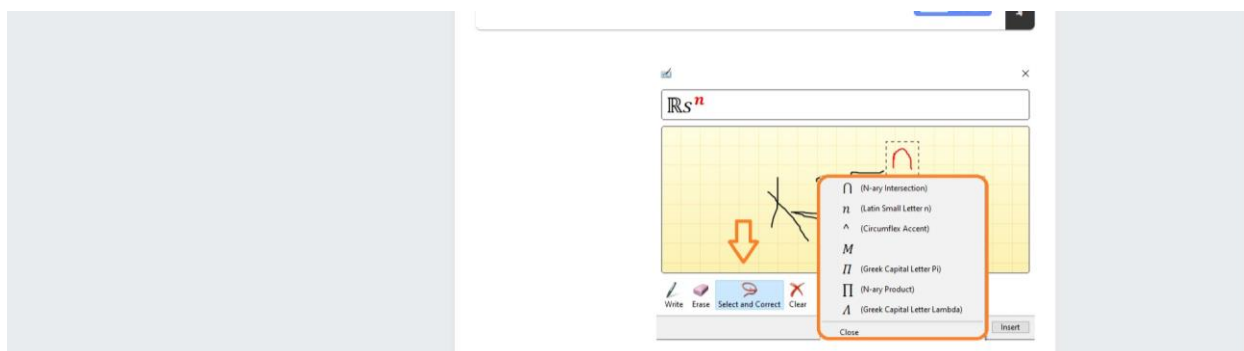 ℝsⁿ
⋂ (N-ary Intersection)
n (Latin Small Letter n)
^ (Circumflex Accent)
M
Π (Greek Capital Letter Pi)
∏ (N-ary Product)
Λ (Greek Capital Letter Lambda)
Write Erase Select and Correct Clear
Close
Insert